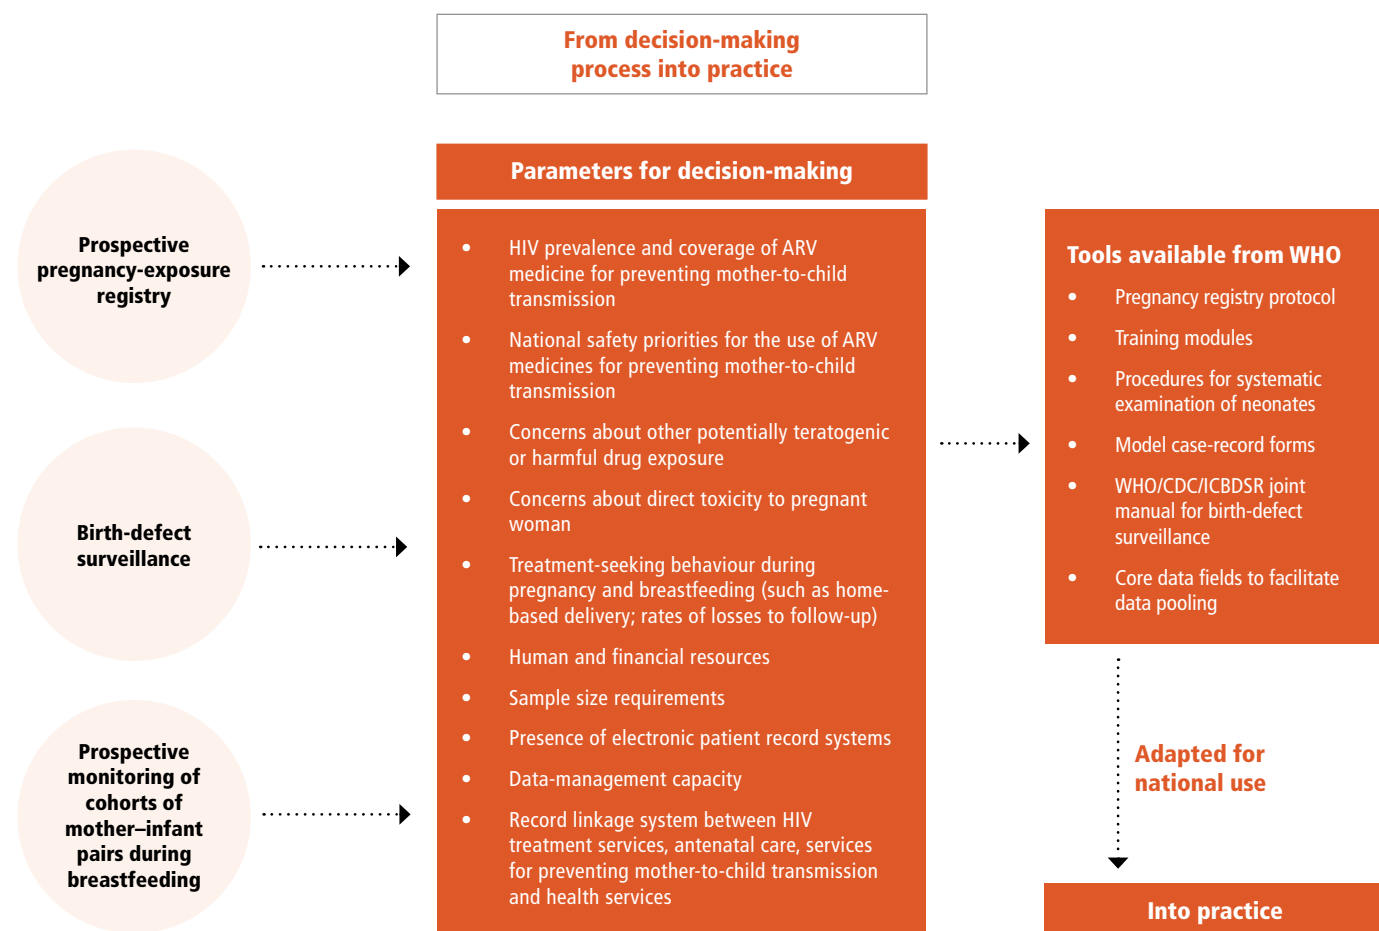 From decision-making
process into practice
Prospective
pregnancy-exposure
registry
Birth-defect
surveillance
Prospective
monitoring of
cohorts of
mother–infant
pairs during
breastfeeding
Parameters for decision-making
• HIV prevalence and coverage of ARV
medicine for preventing mother-to-child
transmission
• National safety priorities for the use of ARV
medicines for preventing mother-to-child
transmission
• Concerns about other potentially teratogenic
or harmful drug exposure
• Concerns about direct toxicity to pregnant
woman
• Treatment-seeking behaviour during
pregnancy and breastfeeding (such as home-
based delivery; rates of losses to follow-up)
• Human and financial resources
• Sample size requirements
• Presence of electronic patient record systems
• Data-management capacity
• Record linkage system between HIV
treatment services, antenatal care, services
for preventing mother-to-child transmission
and health services
Tools available from WHO
• Pregnancy registry protocol
• Training modules
• Procedures for systematic
examination of neonates
• Model case-record forms
• WHO/CDC/ICBDSR joint
manual for birth-defect
surveillance
• Core data fields to facilitate
data pooling
Adapted for
national use
Into practice